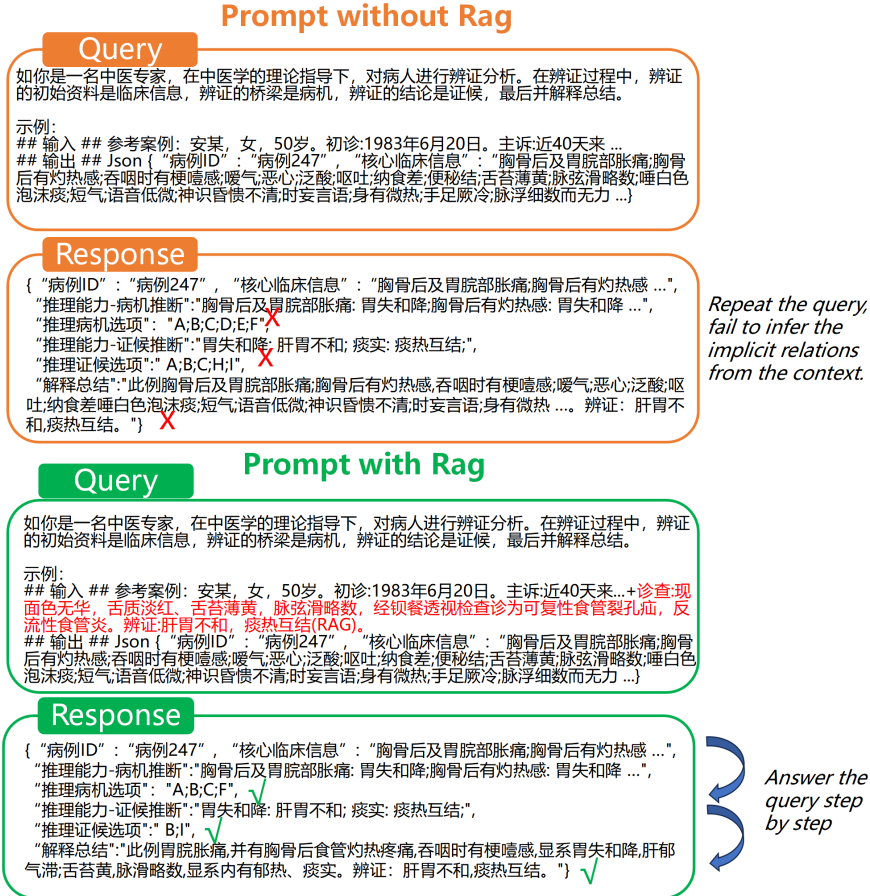 Prompt without Rag
Query
如你是一名中医专家，在中医学的理论指导下，对病人进行辨证分析。在辨证过程中，辨证
的初始资料是临床信息，辨证的桥梁是病机，辨证的结论是证候，最后并解释总结。
示例：
## 输入 ## 参考案例：安某，女，50岁。初诊:1983年6月20日。主诉:近40天来 ...
## 输出 ## Json {“病例ID”：“病例247”，“核心临床信息”：“胸骨后及胃脘部胀痛;胸骨
后有灼热感;吞咽时有梗噎感;嗳气;恶心;泛酸;呕吐;纳食差;便秘结;舌苔薄黄;脉弦滑略数;唾白色
泡沫痰;短气;语音低微;神识昏愦不清;时妄言语;身有微热;手足厥冷;脉浮细数而无力 ...}
Response
{“病例ID”：“病例247”，“核心临床信息”：“胸骨后及胃脘部胀痛;胸骨后有灼热感 ...",
“推理能力-病机推断":"胸骨后及胃脘部胀痛: 胃失和降;胸骨后有灼热感: 胃失和降 ...",
“推理病机选项"："A;B;C;D;E;F", X
“推理能力-证候推断":"胃失和降: 肝胃不和; 痰实: 痰热互结;",
“推理证候选项":" A;B;C;H;I", X
“解释总结":"此例胸骨后及胃脘部胀痛;胸骨后有灼热感,吞咽时有梗噎感;嗳气;恶心;泛酸;呕
吐;纳食差唾白色泡沫痰;短气;语音低微;神识昏愦不清;时妄言语;身有微热 ...。辨证：肝胃不
和,痰热互结。"} X
Repeat the query,
fail to infer the
implicit relations
from the context.
Prompt with Rag
Query
如你是一名中医专家，在中医学的理论指导下，对病人进行辨证分析。在辨证过程中，辨证
的初始资料是临床信息，辨证的桥梁是病机，辨证的结论是证候，最后并解释总结。
示例：
## 输入 ## 参考案例：安某，女，50岁。初诊:1983年6月20日。主诉:近40天来...+诊查:现
面色无华，舌质淡红、舌苔薄黄，脉弦滑略数，经钡餐透视检查诊为可复性食管裂孔疝，反
流性食管炎。辨证:肝胃不和，痰热互结(RAG)。
## 输出 ## Json {“病例ID”：“病例247”，“核心临床信息”：“胸骨后及胃脘部胀痛;胸骨
后有灼热感;吞咽时有梗噎感;嗳气;恶心;泛酸;呕吐;纳食差;便秘结;舌苔薄黄;脉弦滑略数;唾白色
泡沫痰;短气;语音低微;神识昏愦不清;时妄言语;身有微热;手足厥冷;脉浮细数而无力 ...}
Response
{“病例ID”：“病例247”，“核心临床信息”：“胸骨后及胃脘部胀痛;胸骨后有灼热感 ...",
“推理能力-病机推断":"胸骨后及胃脘部胀痛: 胃失和降;胸骨后有灼热感: 胃失和降 ...",
“推理病机选项"："A;B;C;F", √
“推理能力-证候推断":"胃失和降: 肝胃不和; 痰实: 痰热互结;",
“推理证候选项":" B;I", √
“解释总结":"此例胃脘胀痛,并有胸骨后食管灼热疼痛,吞咽时有梗噎感,显系胃失和降,肝郁
气滞;舌苔黄,脉滑略数,显系内有郁热、痰实。辨证：肝胃不和,痰热互结。"} √
Answer the
query step
by step